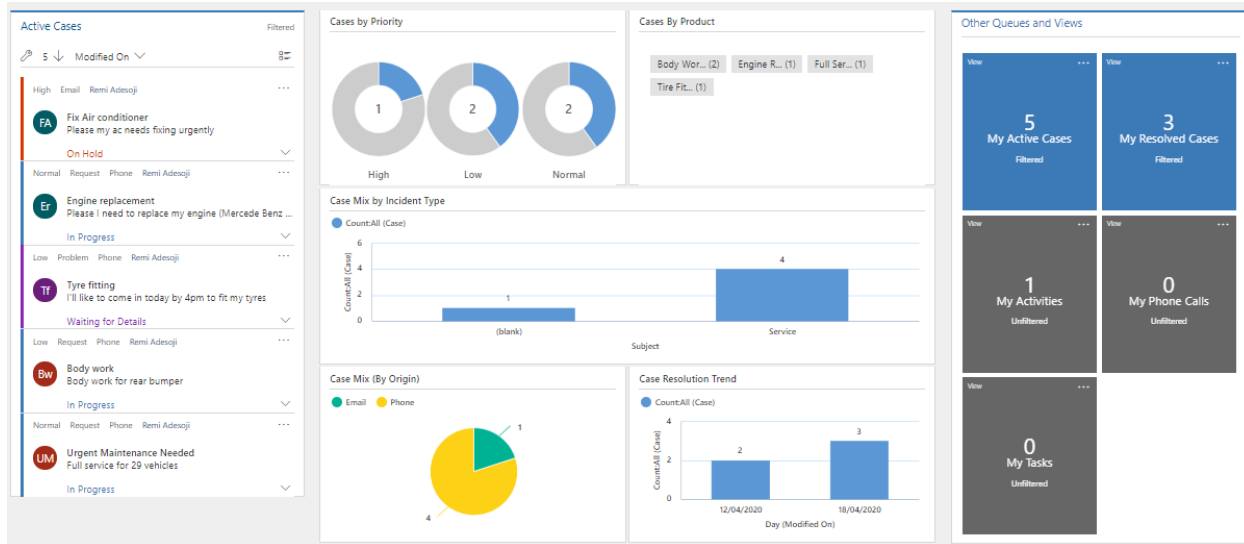 Active Cases
Filtered
5 Modified On
High Email Remi Adesoji
FA
Fix Air conditioner
Please my ac needs fixing urgently
On Hold
Normal Request Phone Remi Adesoji
Er
Engine replacement
Please I need to replace my engine (Mercede Benz ...
In Progress
Low Problem Phone Remi Adesoji
Tf
Tyre fitting
I'll like to come in today by 4pm to fit my tyres
Waiting for Details
Low Request Phone Remi Adesoji
Bw
Body work
Body work for rear bumper
In Progress
Normal Request Phone Remi Adesoji
UM
Urgent Maintenance Needed
Full service for 29 vehicles
In Progress
Cases by Priority
1 2 2
High Low Normal
Cases By Product
Body Wor... (2) Engine R... (1) Full Ser... (1)
Tire Fit... (1)
Case Mix by Incident Type
Count:All (Case)
Count:All (Case)
6
4
2
0
1
4
(blank) Service
Subject
Case Mix (By Origin)
Email Phone
1
4
Case Resolution Trend
Count:All (Case)
Count:All (Case)
4
2
0
2
3
12/04/2020 18/04/2020
Day (Modified On)
Other Queues and Views
View ...
5
My Active Cases
Filtered
View ...
3
My Resolved Cases
Filtered
View ...
1
My Activities
Unfiltered
View ...
0
My Phone Calls
Unfiltered
View ...
0
My Tasks
Unfiltered